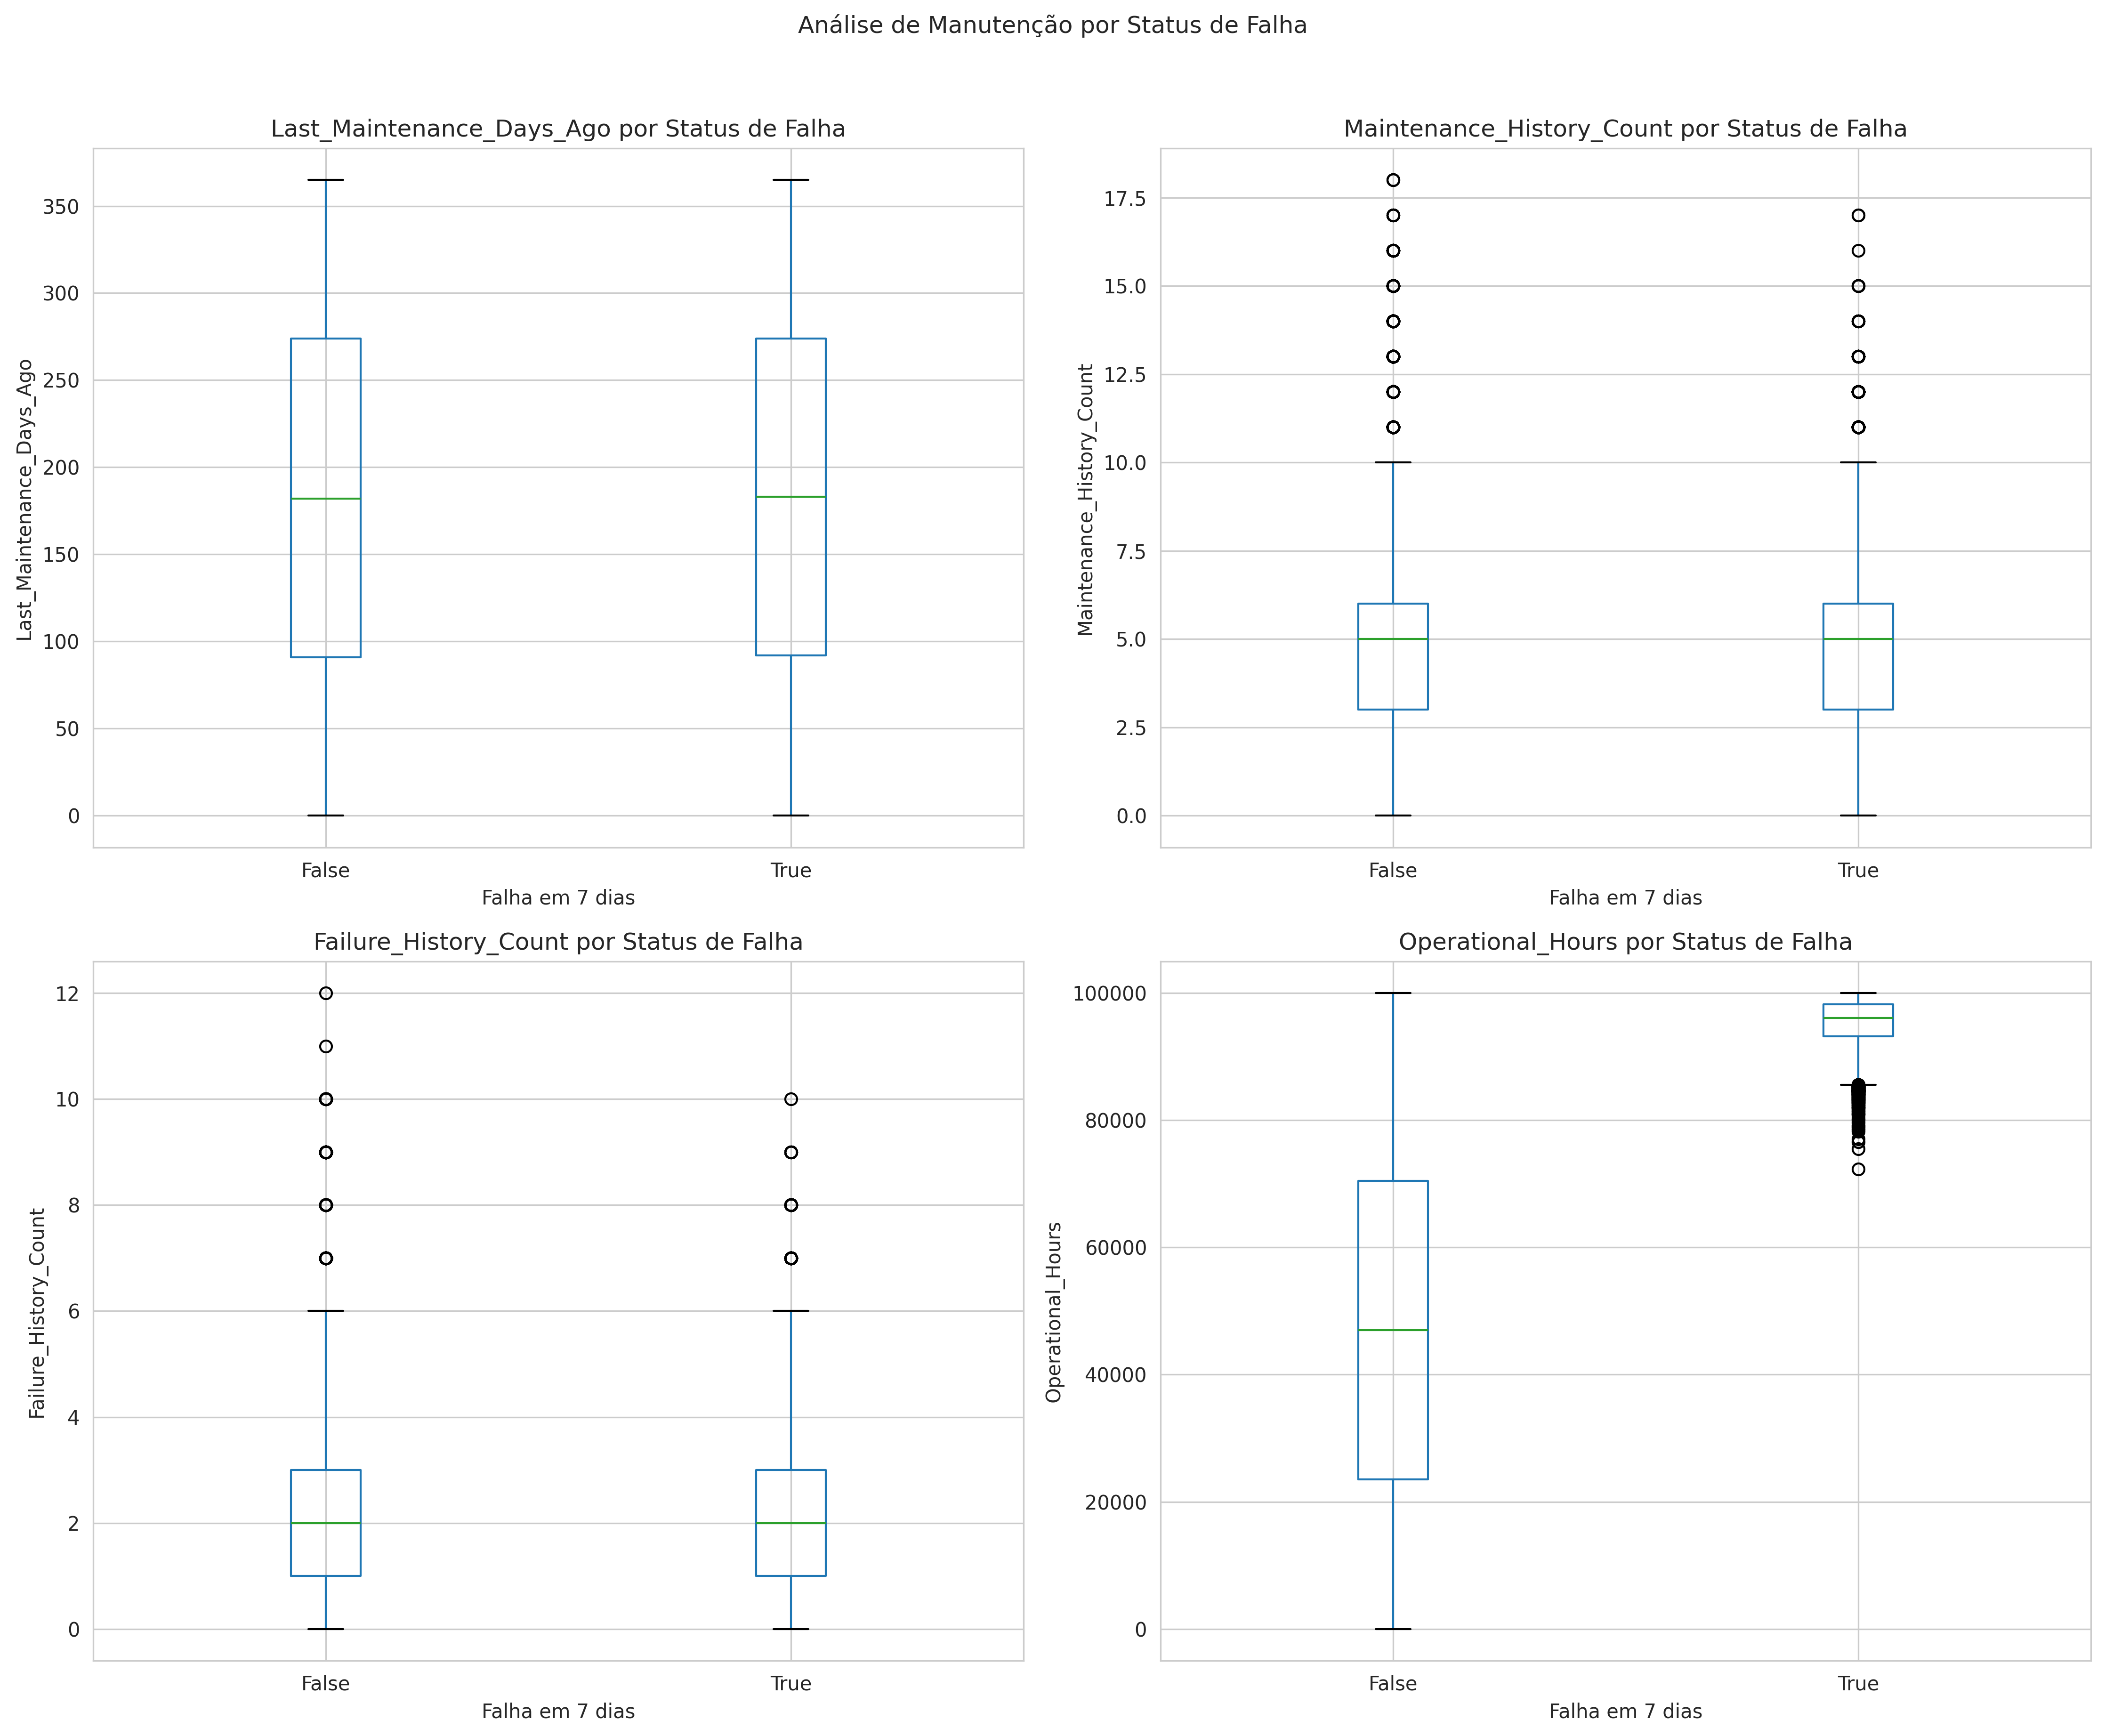 Análise de Manutenção por Status de Falha
Last_Maintenance_Days_Ago por Status de Falha
Last_Maintenance_Days_Ago
350
300
250
200
150
100
50
0
False
True
Falha em 7 dias
Maintenance_History_Count por Status de Falha
Maintenance_History_Count
17.5
15.0
12.5
10.0
7.5
5.0
2.5
0.0
False
True
Falha em 7 dias
Failure_History_Count por Status de Falha
Failure_History_Count
12
10
8
6
4
2
0
False
True
Falha em 7 dias
Operational_Hours por Status de Falha
Operational_Hours
100000
80000
60000
40000
20000
0
False
True
Falha em 7 dias